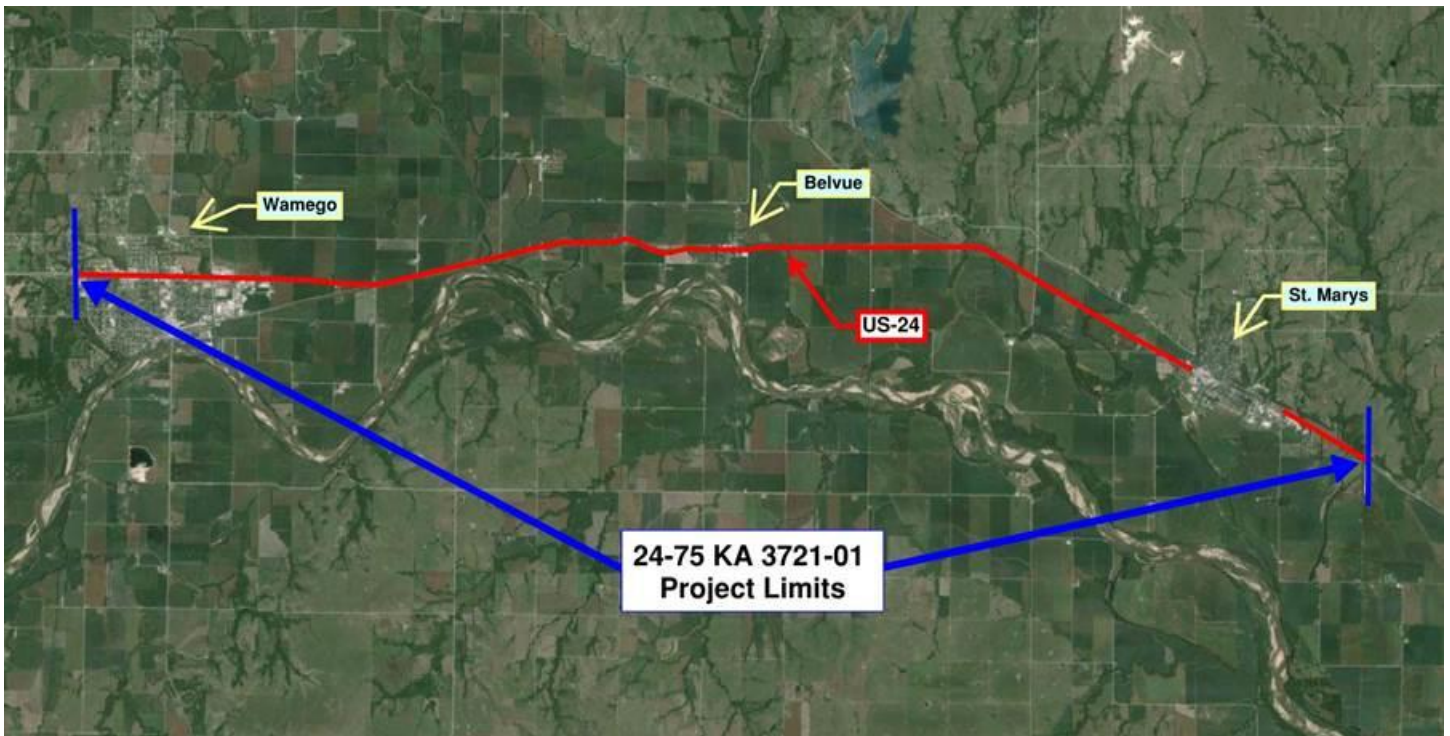 Wamego
Belvue
US-24
St. Marys
24-75 KA 3721-01
Project Limits